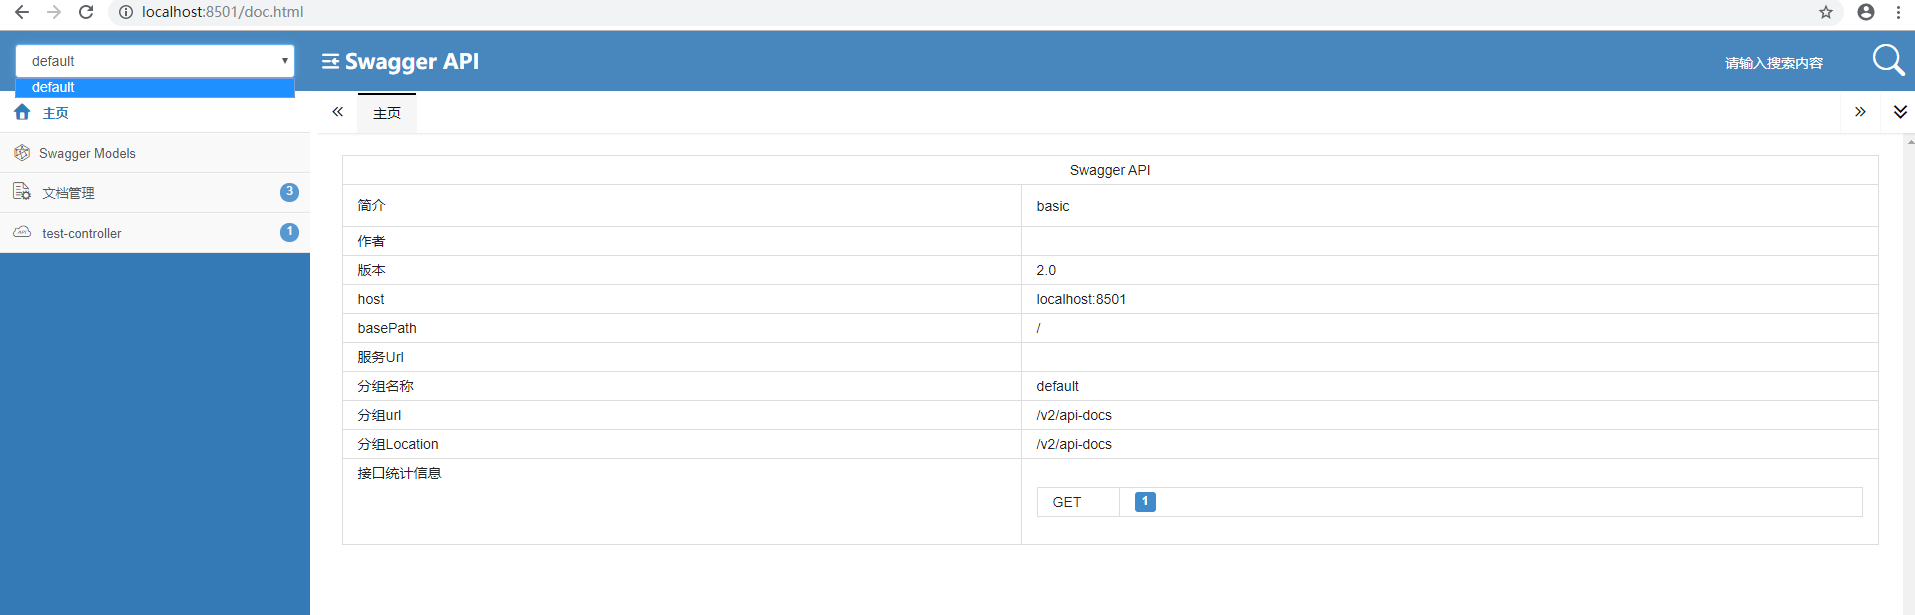 localhost:8501/doc.html
default
Swagger API
请输入搜索内容
default
主页
主页
Swagger Models
文档管理 3
test-controller 1
Swagger API
简介 basic
作者
版本 2.0
host localhost:8501
basePath /
服务Url
分组名称 default
分组url /v2/api-docs
分组Location /v2/api-docs
接口统计信息
GET 1